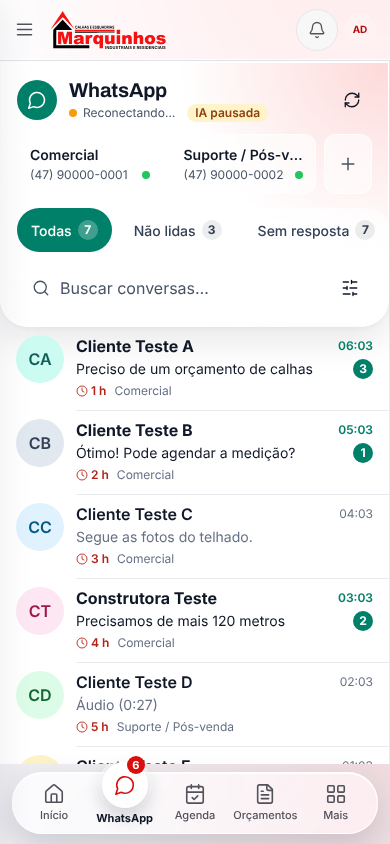 CALHAS E ESQUADRIAS
Marquinhos
INDUSTRIAIS E RESIDENCIAIS
AD
WhatsApp
Reconectando... IA pausada
Comercial
(47) 90000-0001
Suporte / Pós-v...
(47) 90000-0002
Todas 7 Não lidas 3 Sem resposta 7
Buscar conversas...
CA
Cliente Teste A 06:03
Preciso de um orçamento de calhas 3
1 h Comercial
CB
Cliente Teste B 05:03
Ótimo! Pode agendar a medição? 1
2 h Comercial
CC
Cliente Teste C 04:03
Segue as fotos do telhado.
3 h Comercial
CT
Construtora Teste 03:03
Precisamos de mais 120 metros 2
4 h Comercial
CD
Cliente Teste D 02:03
Áudio (0:27)
5 h Suporte / Pós-venda
6
Início
WhatsApp
Agenda
Orçamentos
Mais